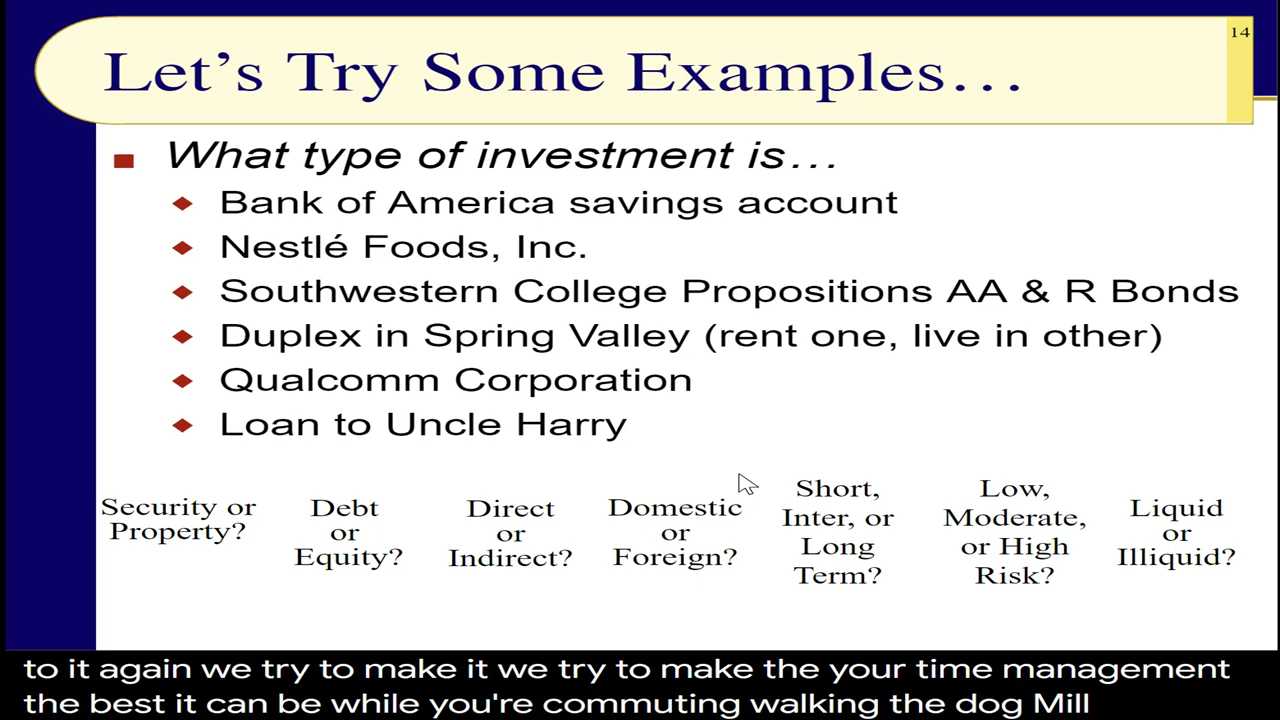 14
Let's Try Some Examples…
What type of investment is…
Bank of America savings account
Nestlé Foods, Inc.
Southwestern College Propositions AA & R Bonds
Duplex in Spring Valley (rent one, live in other)
Qualcomm Corporation
Loan to Uncle Harry
Security or
Property?
Debt
or
Equity?
Direct
or
Indirect?
Domestic
or
Foreign?
Short,
Inter, or
Long
Term?
Low,
Moderate,
or High
Risk?
Liquid
or
Illiquid?
to it again we try to make it we try to make the your time management
the best it can be while you're commuting walking the dog Mill